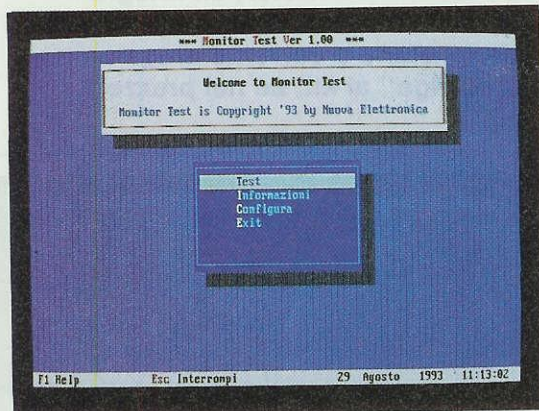 *** Monitor Test Ver 1.00 ***
Welcome to Monitor Test
Monitor Test is Copyright '93 by Nuova Elettronica
Test
Informazioni
Configura
Exit
F1 Help Esc Interrompi 29 Agosto 1993 11:13:02